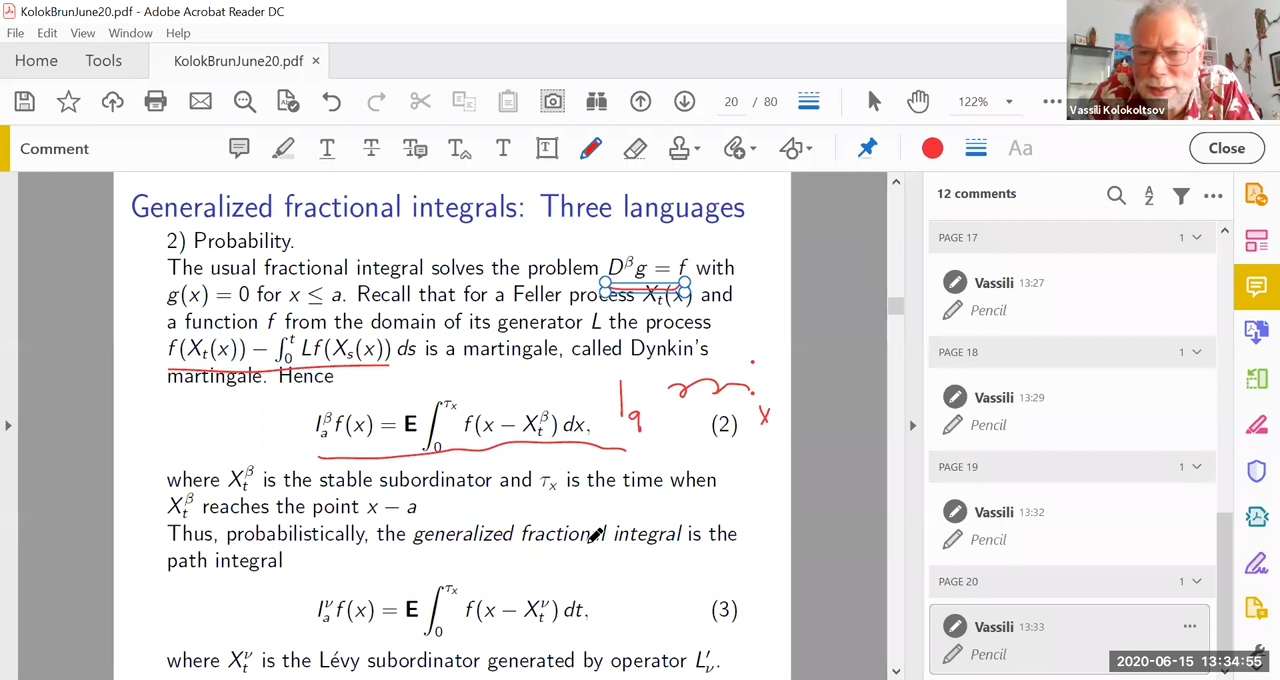 KolokBrunJune20.pdf - Adobe Acrobat Reader DC
File Edit View Window Help
Home Tools KolokBrunJune20.pdf ×
20 / 80 122%
Vassili Kolokoltsov
Comment
T T T T T Aa Close
12 comments
Generalized fractional integrals: Three languages
2) Probability.
The usual fractional integral solves the problem D^β g = f with
g(x) = 0 for x ≤ a. Recall that for a Feller process X_t(x) and
a function f from the domain of its generator L the process
f(X_t(x)) − ∫_0^t Lf(X_s(x)) ds is a martingale, called Dynkin's
martingale. Hence
I_a^β f(x) = E ∫_0^{τ_x} f(x − X_t^β) dx, (2)
x
where X_t^β is the stable subordinator and τ_x is the time when
X_t^β reaches the point x − a
Thus, probabilistically, the generalized fractional integral is the
path integral
I_a^ν f(x) = E ∫_0^{τ_x} f(x − X_t^ν) dt, (3)
where X_t^ν is the Lévy subordinator generated by operator L'_ν.
PAGE 17 1
Vassili 13:27
Pencil
PAGE 18 1
Vassili 13:29
Pencil
PAGE 19 1
Vassili 13:32
Pencil
PAGE 20 1
Vassili 13:33
Pencil
2020-06-15 13:34:55